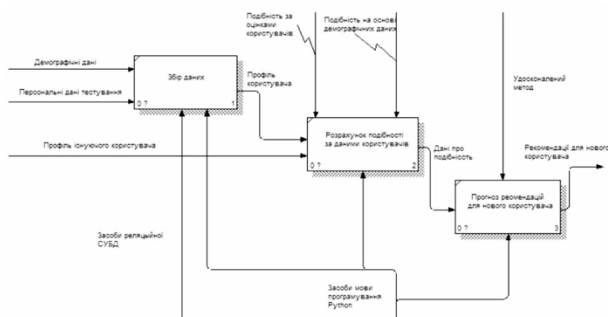 Подібність за
оцінками
користувачів
Подібність на основі
демографічних даних
Демографічні дані
Збір даних
Профіль
користувача
Удосконалений
метод
Персональні дані тестування
0 ?
1
Розрахунок подібності
за даними користувачів
Профіль існуючого користувача
0 ?
2
Дані про
подібність
Рекомендації для нового
користувача
Прогноз реомендацій
для нового користувача
0 ?
3
Засоби реляцыйної
СУБД
Засоби мови
програмування
Python